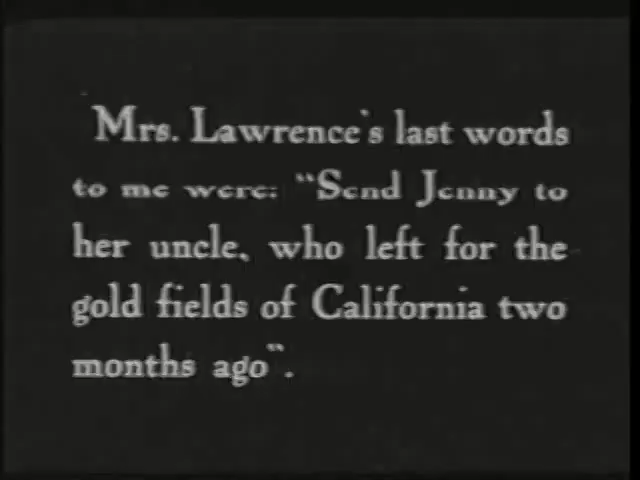 Mrs. Lawrence's last words
to me were: "Send Jenny to
her uncle, who left for the
gold fields of California two
months ago".